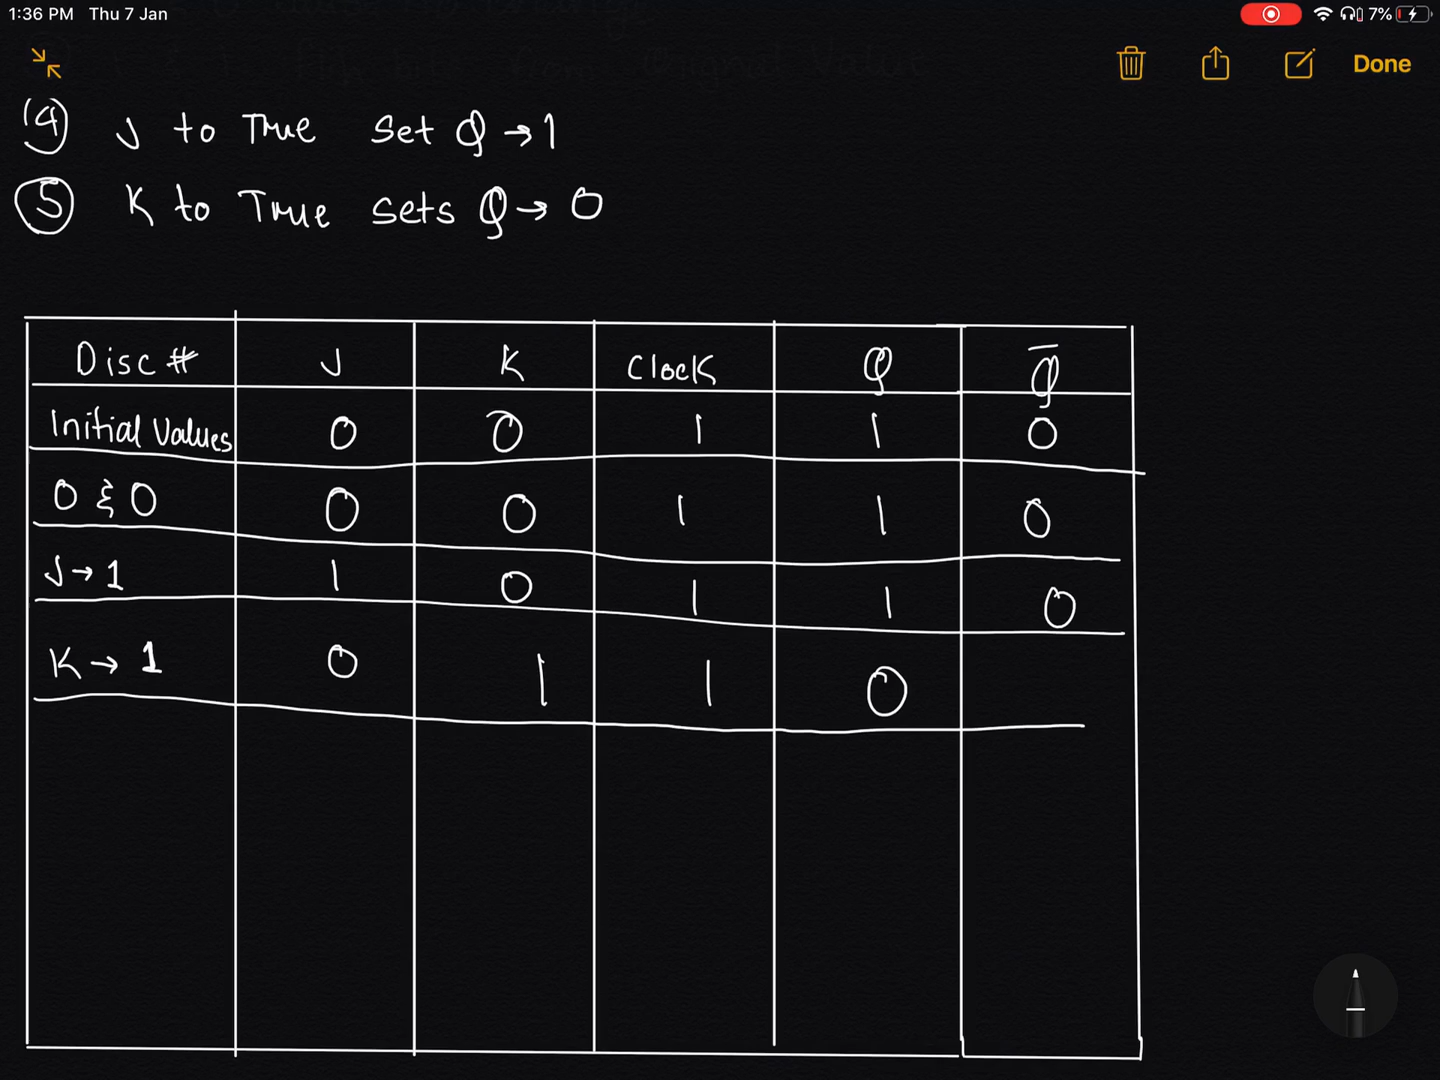 1:36 PM Thu 7 Jan 7%
Done
(4) J to True Set Q → 1
(5) K to True Sets Q → 0
Disc # J K Clock Q Q̅
Initial Values 0 0 1 1 0
0 & 0 0 0 1 1 0
J → 1 1 0 1 1 0
K → 1 0 1 1 0